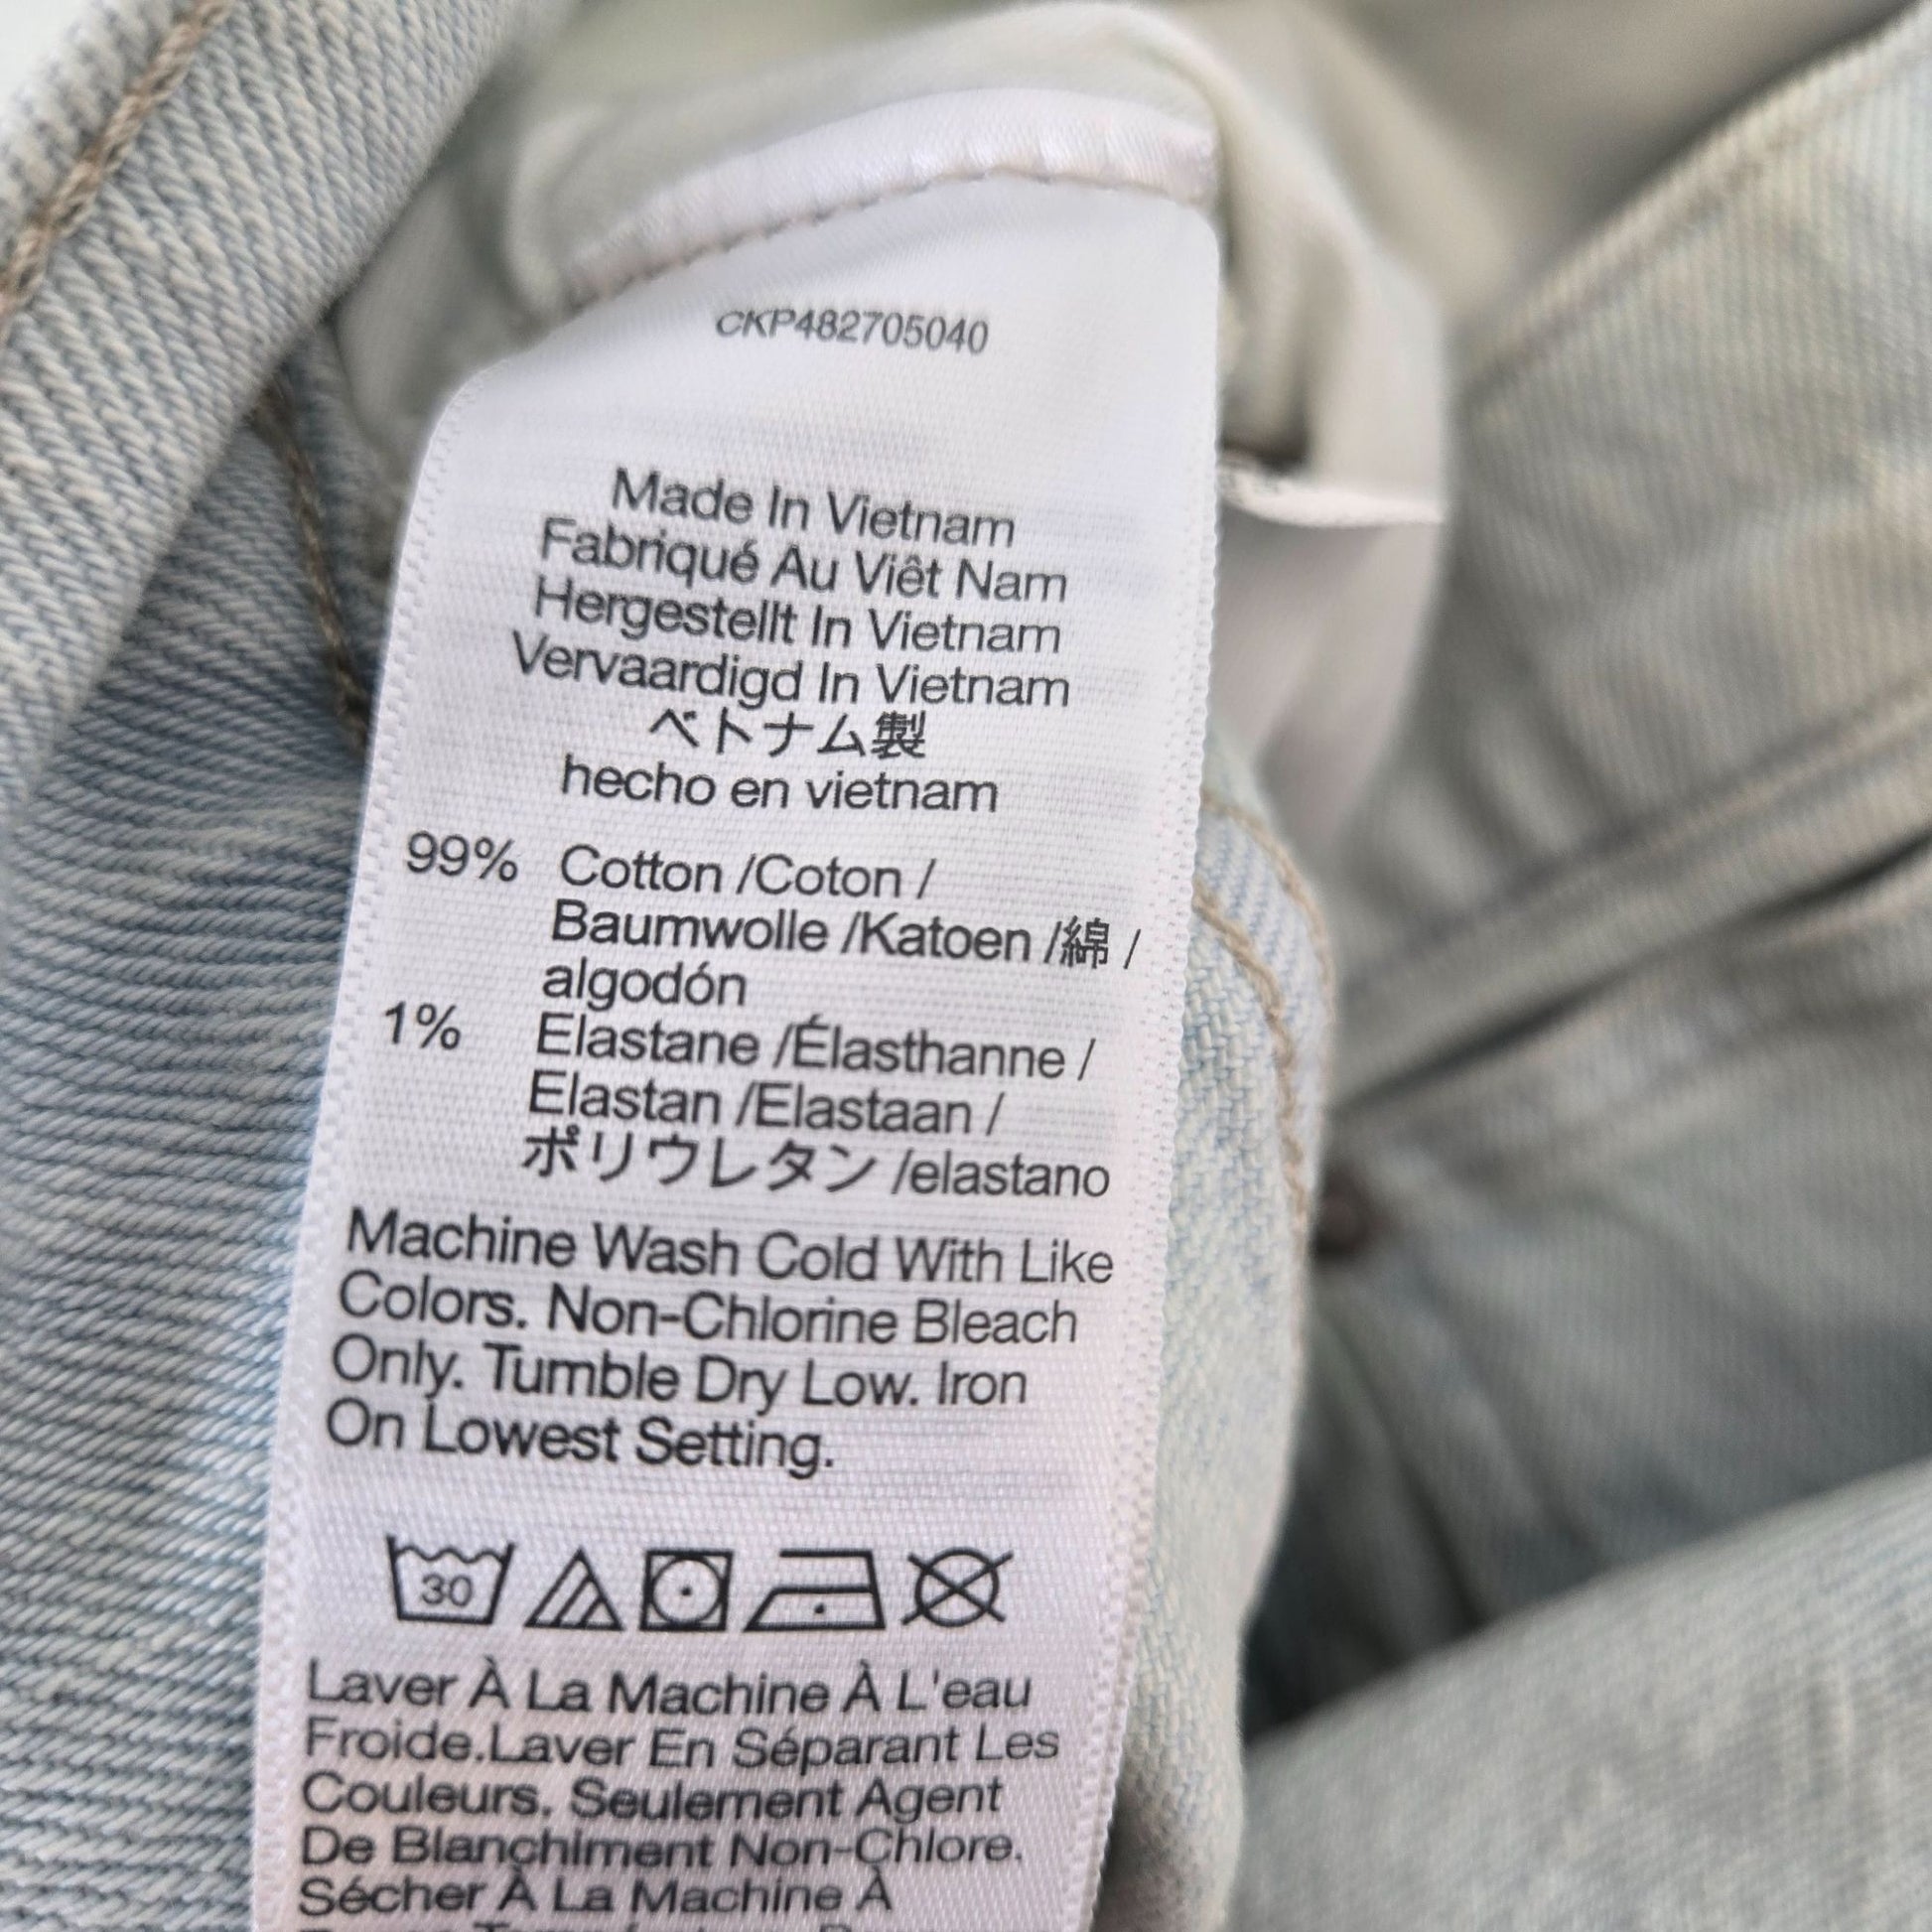 CKP482705040
Made In Vietnam
Fabriqué Au Viêt Nam
Hergestellt In Vietnam
Vervaardigd In Vietnam
ベトナム製
hecho en vietnam
99% Cotton /Coton /
Baumwolle /Katoen /綿 /
algodón
1% Elastane /Élasthanne /
Elastan /Elastaan /
ポリウレタン /elastano
Machine Wash Cold With Like
Colors. Non-Chlorine Bleach
Only. Tumble Dry Low. Iron
On Lowest Setting.
30
Laver À La Machine À L'eau
Froide.Laver En Séparant Les
Couleurs. Seulement Agent
De Blanchiment Non-Chlore.
Sécher À La Machine À